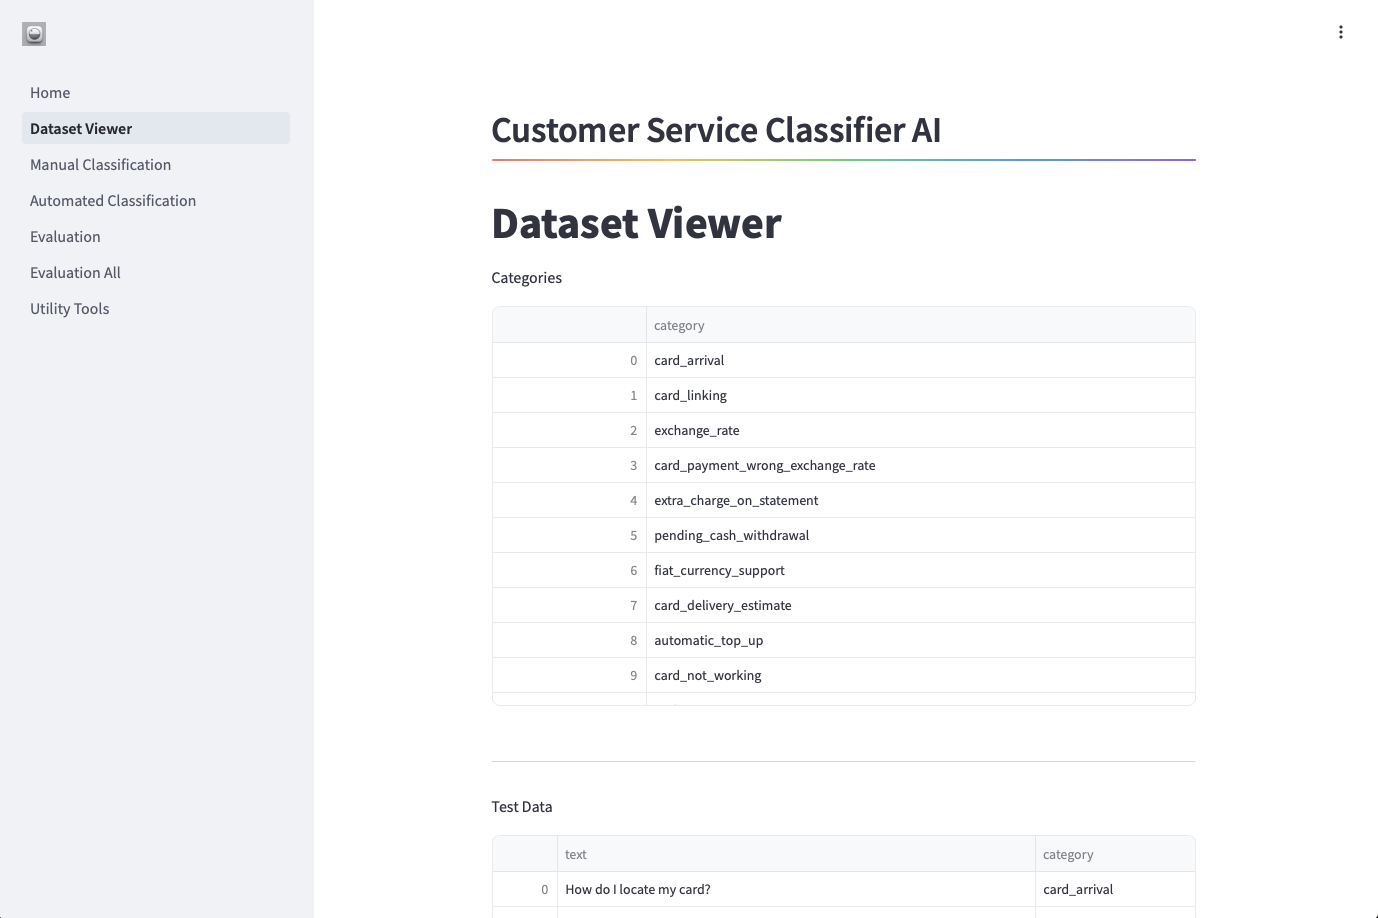 Home
Dataset Viewer
Manual Classification
Automated Classification
Evaluation
Evaluation All
Utility Tools
Customer Service Classifier AI
Dataset Viewer
Categories
category
0 card_arrival
1 card_linking
2 exchange_rate
3 card_payment_wrong_exchange_rate
4 extra_charge_on_statement
5 pending_cash_withdrawal
6 fiat_currency_support
7 card_delivery_estimate
8 automatic_top_up
9 card_not_working
Test Data
text category
0 How do I locate my card? card_arrival